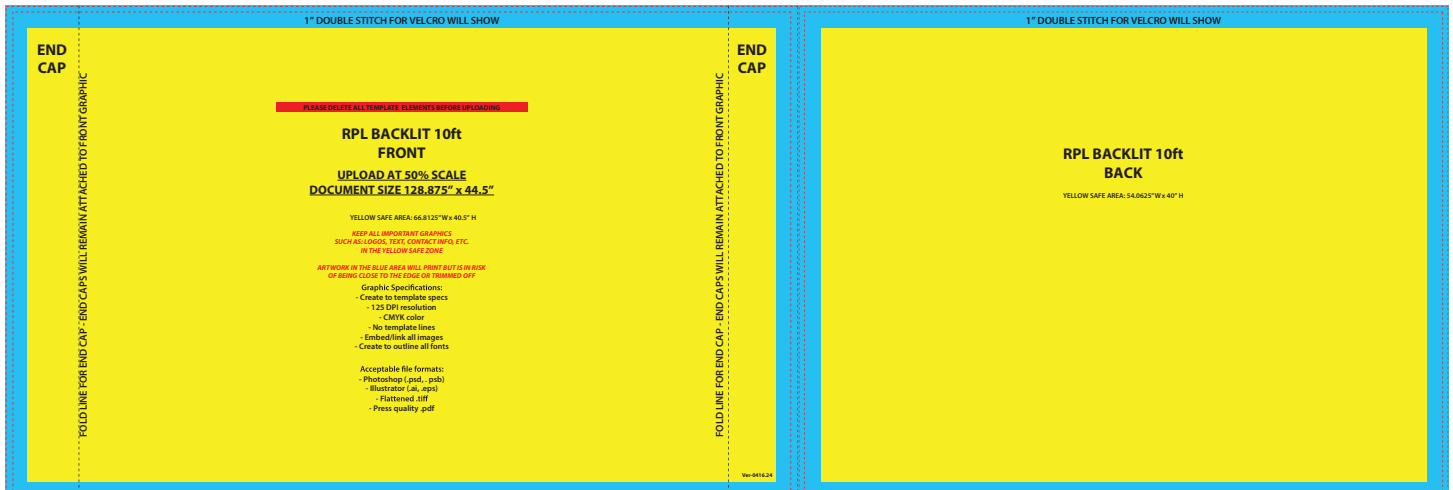 1” DOUBLE STITCH FOR VELCRO WILL SHOW
END
CAP
FOLD LINE FOR END CAP - END CAPS WILL REMAIN ATTACHED TO FRONT GRAPHIC
PLEASE DELETE ALL TEMPLATE ELEMENTS BEFORE UPLOADING
RPL BACKLIT 10ft
FRONT
UPLOAD AT 50% SCALE
DOCUMENT SIZE 128.875” x 44.5”
YELLOW SAFE AREA: 66.8125” W x 40.5” H
KEEP ALL IMPORTANT GRAPHICS
SUCH AS: LOGOS, TEXT, CONTACT INFO, ETC.
IN THE YELLOW SAFE ZONE
ARTWORK IN THE BLUE AREA WILL PRINT BUT IS IN RISK
OF BEING CLOSE TO THE EDGE OR TRIMMED OFF
Graphic Specifications:
- Create to template specs
- 125 DPI resolution
- CMYK color
- No template lines
- Embed/link all images
- Create to outline all fonts
Acceptable file formats:
- Photoshop (.psd, . psb)
- Illustrator (.ai, .eps)
- Flattened .tiff
- Press quality .pdf
FOLD LINE FOR END CAP - END CAPS WILL REMAIN ATTACHED TO FRONT GRAPHIC
END
CAP
Ver-0416.24
1” DOUBLE STITCH FOR VELCRO WILL SHOW
RPL BACKLIT 10ft
BACK
YELLOW SAFE AREA: 54.0625” W x 40” H